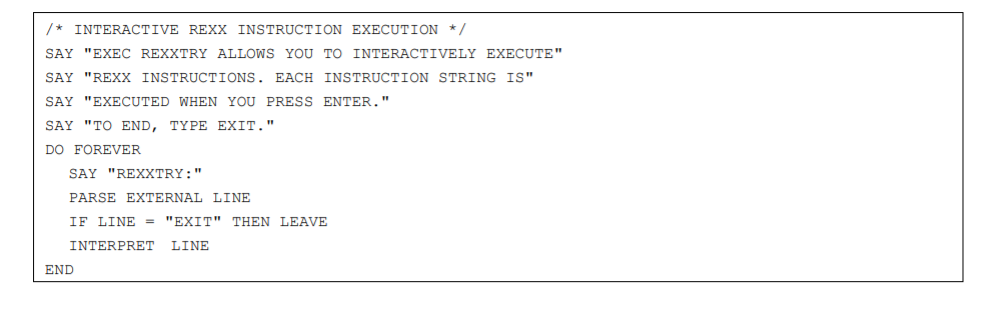 /* INTERACTIVE REXX INSTRUCTION EXECUTION */
SAY "EXEC REXXTRY ALLOWS YOU TO INTERACTIVELY EXECUTE"
SAY "REXX INSTRUCTIONS. EACH INSTRUCTION STRING IS"
SAY "EXECUTED WHEN YOU PRESS ENTER."
SAY "TO END, TYPE EXIT."
DO FOREVER
SAY "REXXTRY:"
PARSE EXTERNAL LINE
IF LINE = "EXIT" THEN LEAVE
INTERPRET LINE
END